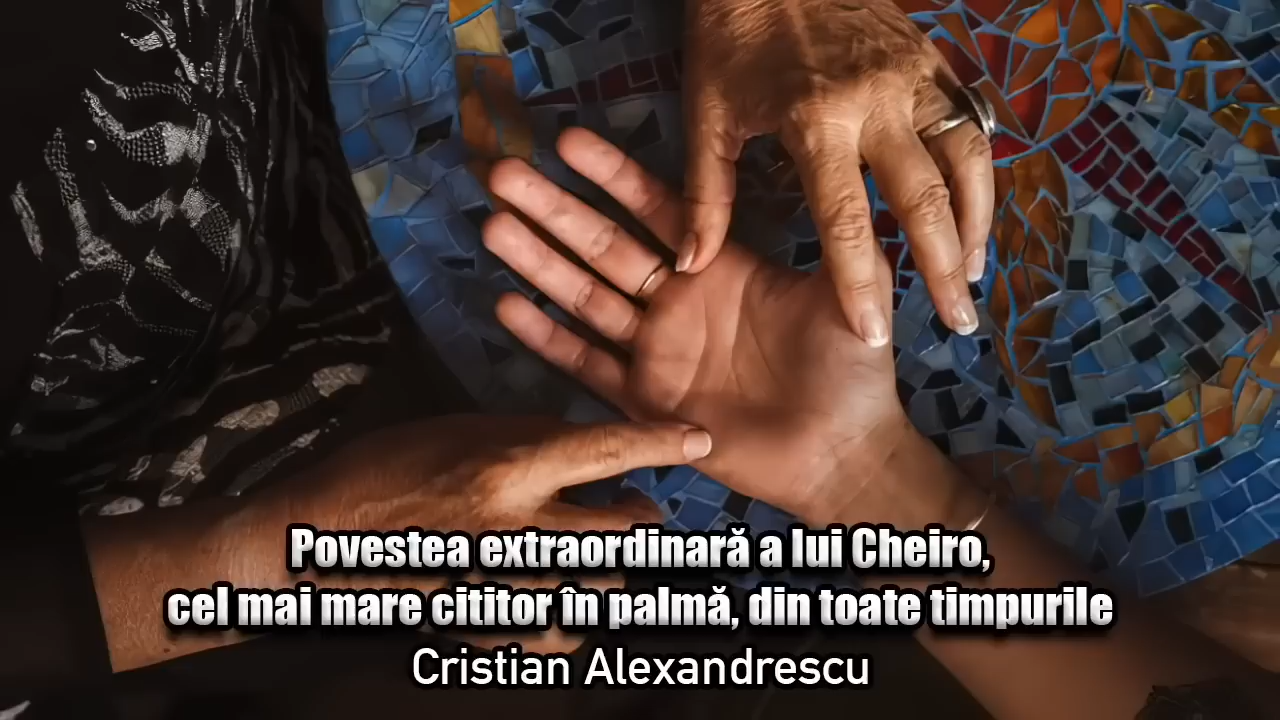 Povestea extraordinară a lui Cheiro,
cel mai mare cititor în palmă, din toate timpurile
Cristian Alexandrescu